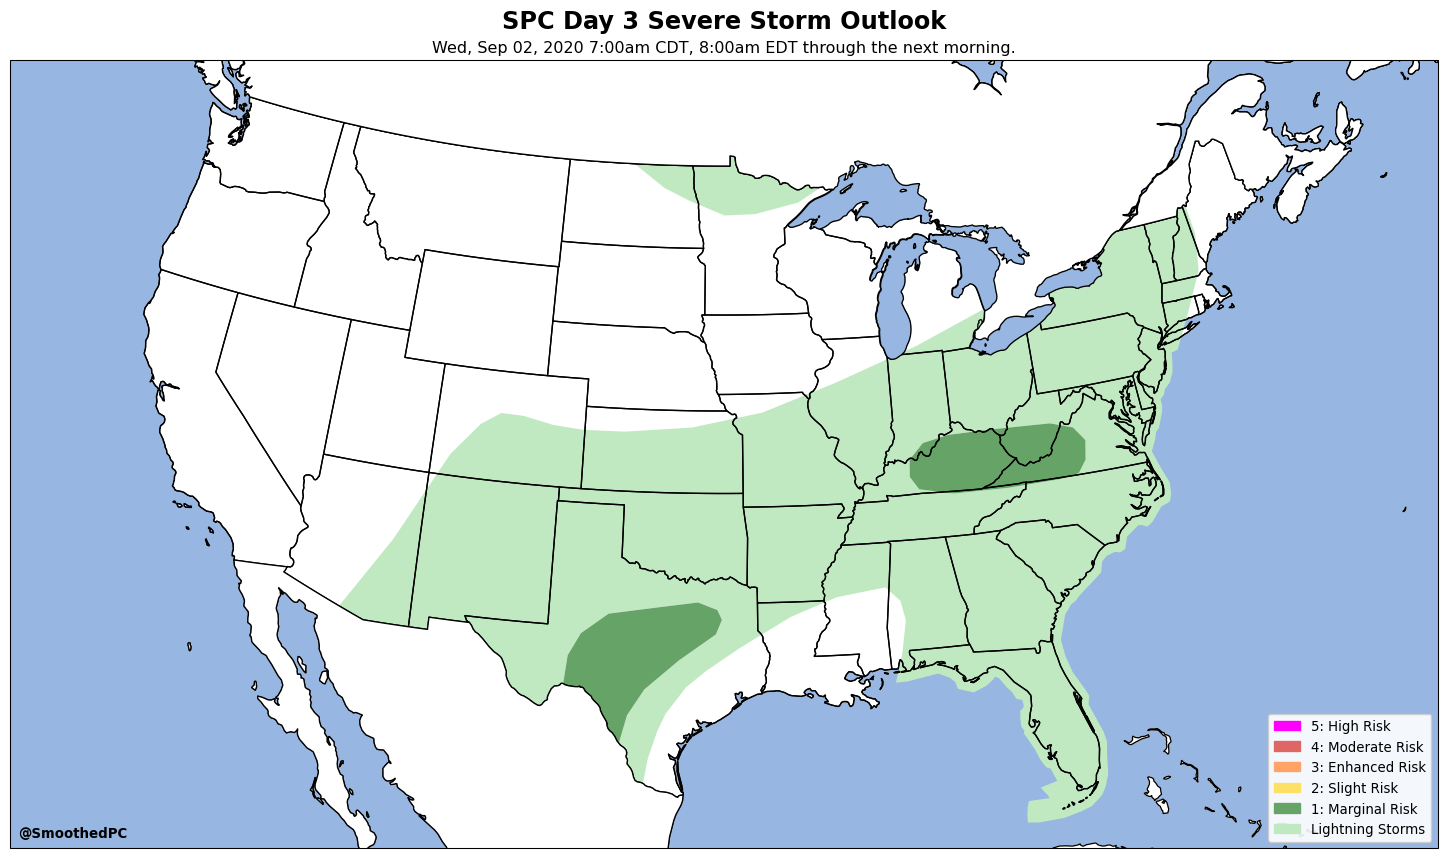 SPC Day 3 Severe Storm Outlook
Wed, Sep 02, 2020 7:00am CDT, 8:00am EDT through the next morning.
5: High Risk
4: Moderate Risk
3: Enhanced Risk
2: Slight Risk
1: Marginal Risk
Lightning Storms
@SmoothedPC